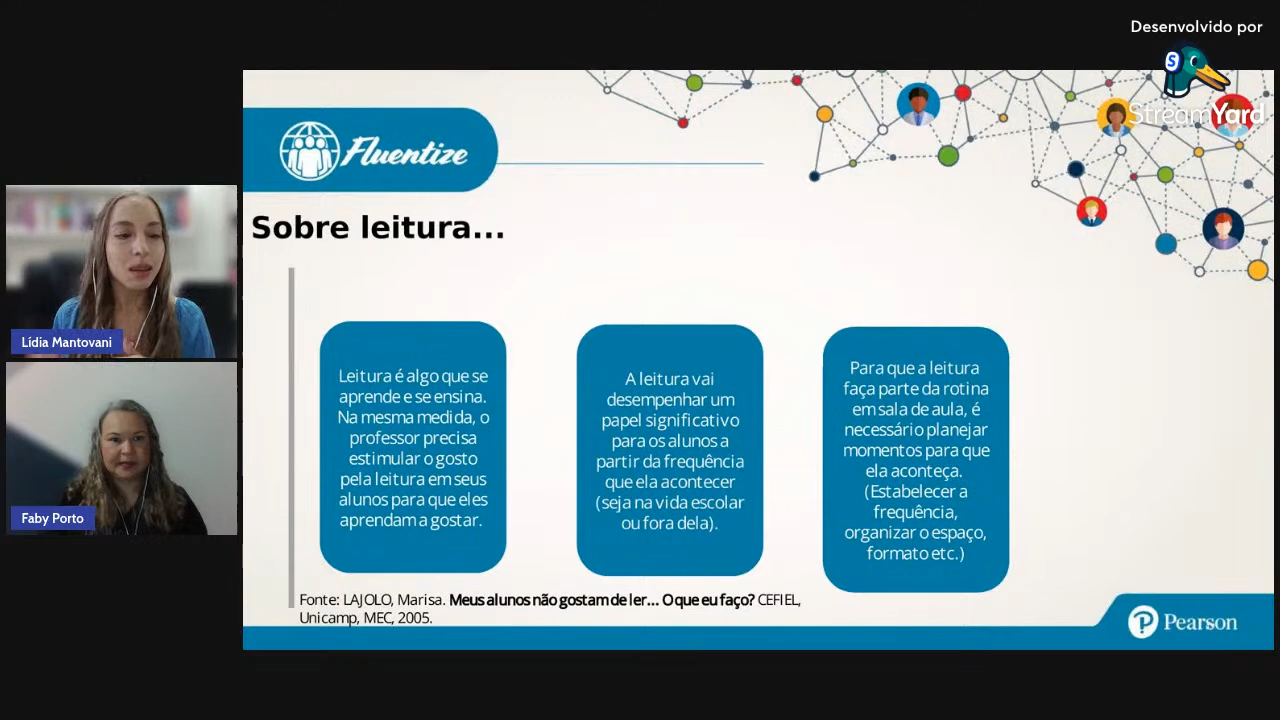 Desenvolvido por
S
StreamYard
Fluentize
Sobre leitura...
Leitura é algo que se
aprende e se ensina.
Na mesma medida, o
professor precisa
estimular o gosto
pela leitura em seus
alunos para que eles
aprendam a gostar.
A leitura vai
desempenhar um
papel significativo
para os alunos a
partir da frequência
que ela acontecer
(seja na vida escolar
ou fora dela).
Para que a leitura
faça parte da rotina
em sala de aula, é
necessário planejar
momentos para que
ela aconteça.
(Estabelecer a
frequência,
organizar o espaço,
formato etc.)
Fonte: LAJOLO, Marisa. Meus alunos não gostam de ler... O que eu faço? CEFIEL,
Unicamp, MEC, 2005.
Pearson
Lídia Mantovani
Faby Porto